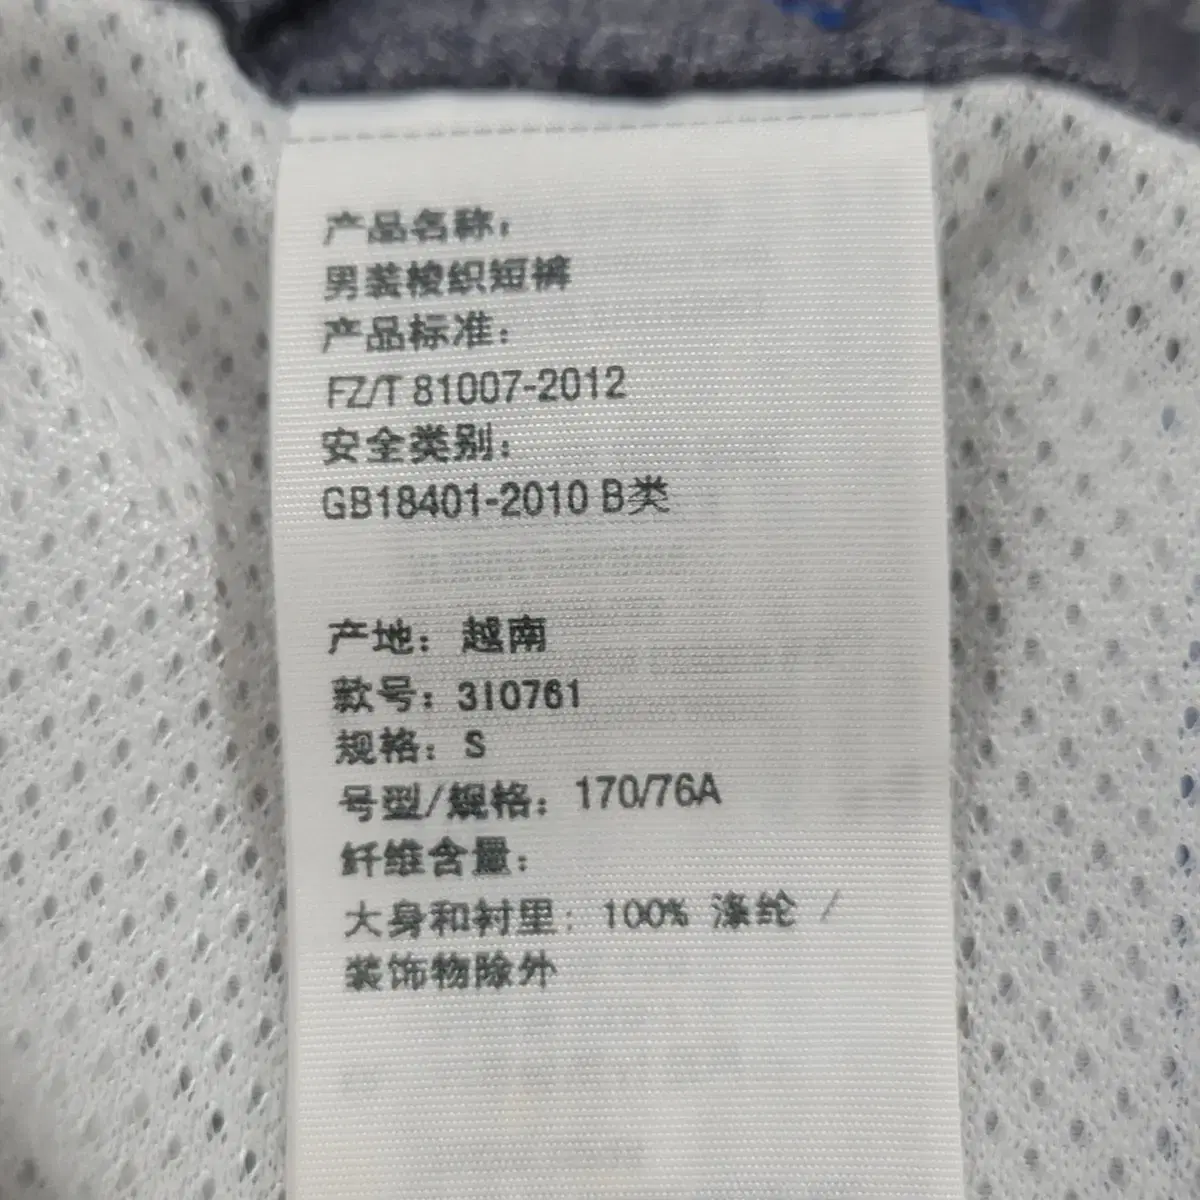 产品名称:
男装梭织短裤
产品标准:
FZ/T 81007-2012
安全类别:
GB18401-2010 B类
产地: 越南
款号: 310761
规格: S
号型/规格: 170/76A
纤维含量:
大身和衬里: 100% 涤纶 /
装饰物除外